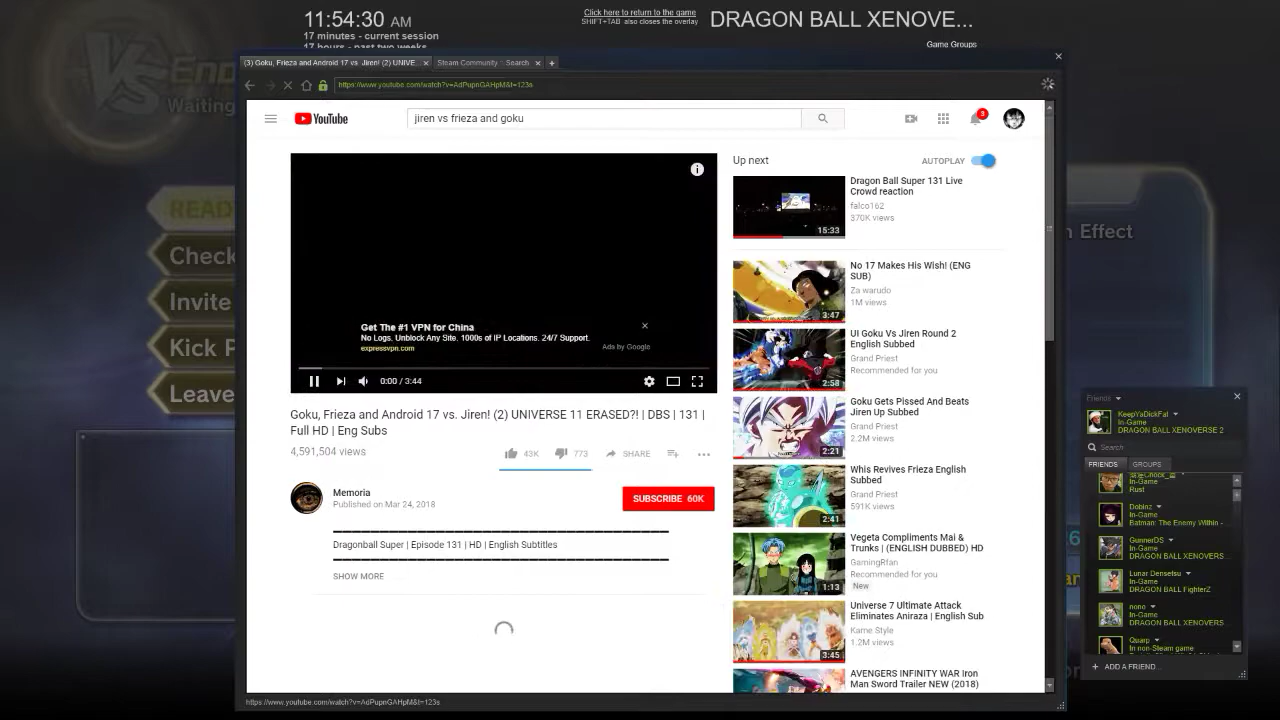 11:54:30 AM
17 minutes - current session
17 hours - past two weeks
Click here to return to the game
SHIFT+TAB also closes the overlay
DRAGON BALL XENOVE...
Game Groups
(3) Goku, Frieza and Android 17 vs. Jiren! (2) UNIVE...
Steam Community :: Search
https://www.youtube.com/watch?v=AdPupnGAHpM&t=123s
YouTube
jiren vs frieza and goku
3
Get The #1 VPN for China
No Logs. Unblock Any Site. 1000s of IP Locations. 24/7 Support.
expressvpn.com
Ads by Google
0:00 / 3:44
Goku, Frieza and Android 17 vs. Jiren! (2) UNIVERSE 11 ERASED?! | DBS | 131 |
Full HD | Eng Subs
4,591,504 views
43K
773
SHARE
Memoria
Published on Mar 24, 2018
SUBSCRIBE 60K
Dragonball Super | Episode 131 | HD | English Subtitles
SHOW MORE
Up next
AUTOPLAY
15:33
Dragon Ball Super 131 Live
Crowd reaction
falco162
370K views
3:47
No 17 Makes His Wish! (ENG
SUB)
Za warudo
1M views
2:58
UI Goku Vs Jiren Round 2
English Subbed
Grand Priest
Recommended for you
2:21
Goku Gets Pissed And Beats
Jiren Up Subbed
Grand Priest
2.2M views
2:41
Whis Revives Frieza English
Subbed
Grand Priest
591K views
1:13
Vegeta Compliments Mai &
Trunks | (ENGLISH DUBBED) HD
GamingRfan
Recommended for you
New
3:45
Universe 7 Ultimate Attack
Eliminates Aniraza | English Sub
Kame Style
1.2M views
AVENGERS INFINITY WAR Iron
Man Sword Trailer NEW (2018)
https://www.youtube.com/watch?v=AdPupnGAHpM&t=123s
VS
En
Waiting
READY
Check
Invite
Kick P
Leave
n Effect
Friends
KeepYaDickFat
In-Game
DRAGON BALL XENOVERSE 2
Search
FRIENDS
GROUPS
In-Game
Rust
Dobinz
In-Game
Batman: The Enemy Within -
GunnerDS
In-Game
DRAGON BALL XENOVERS...
Lunar Densetsu
In-Game
DRAGON BALL FighterZ
nono
In-Game
DRAGON BALL XENOVERS...
Quarp
In non-Steam game
ADD A FRIEND...